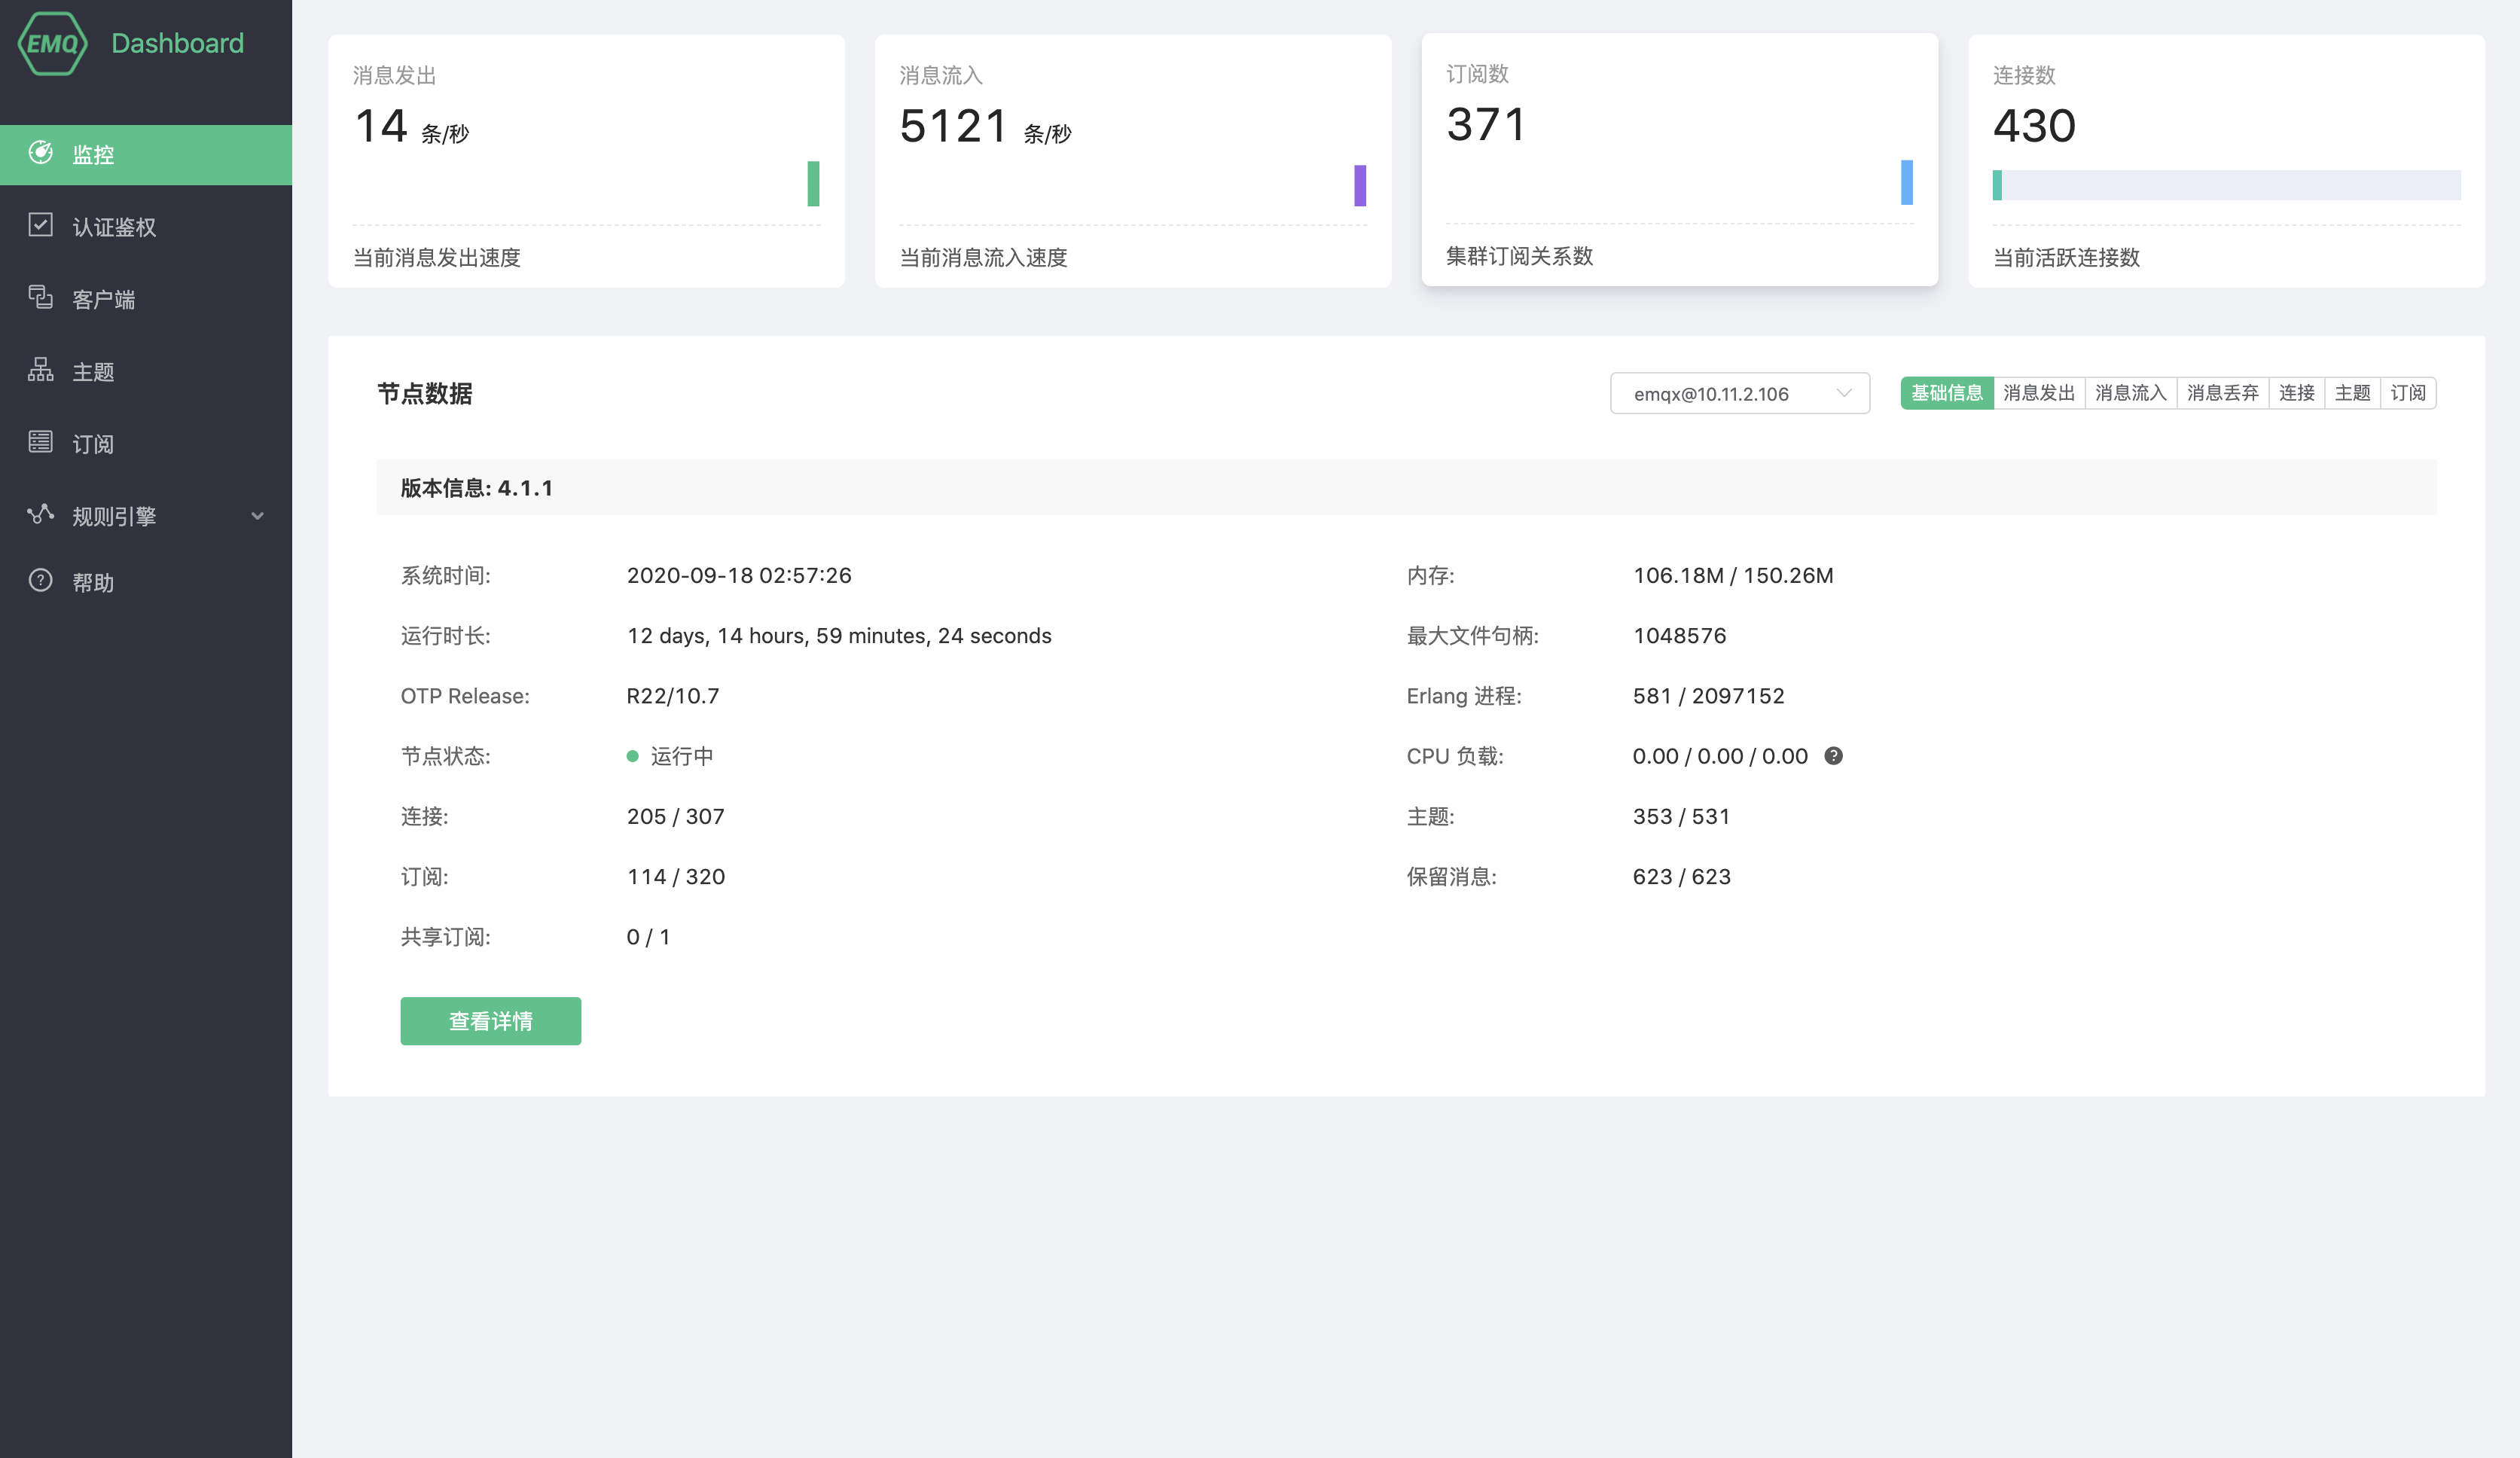 EMQ Dashboard
监控
认证鉴权
客户端
主题
订阅
规则引擎
帮助
消息发出
14 条/秒
当前消息发出速度
消息流入
5121 条/秒
当前消息流入速度
订阅数
371
集群订阅关系数
连接数
430
当前活跃连接数
节点数据
emqx@10.11.2.106
基础信息 消息发出 消息流入 消息丢弃 连接 主题 订阅
版本信息: 4.1.1
系统时间: 2020-09-18 02:57:26
运行时长: 12 days, 14 hours, 59 minutes, 24 seconds
OTP Release: R22/10.7
节点状态: 运行中
连接: 205 / 307
订阅: 114 / 320
共享订阅: 0 / 1
内存: 106.18M / 150.26M
最大文件句柄: 1048576
Erlang 进程: 581 / 2097152
CPU 负载: 0.00 / 0.00 / 0.00 ?
主题: 353 / 531
保留消息: 623 / 623
查看详情